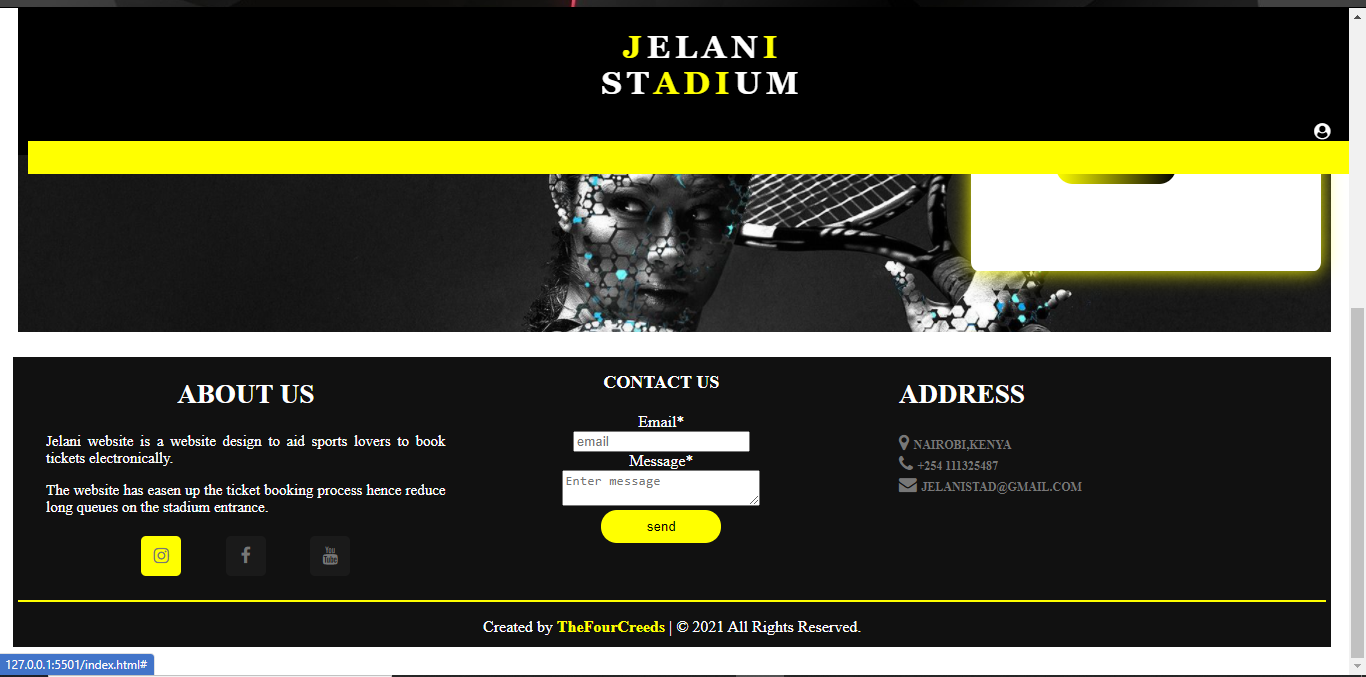 JELANI
STADIUM
ABOUT US
Jelani website is a website design to aid sports lovers to book
tickets electronically.
The website has easen up the ticket booking process hence reduce
long queues on the stadium entrance.
You
Tube
CONTACT US
Email*
email
Message*
Enter message
send
ADDRESS
NAIROBI,KENYA
+254 111325487
JELANISTAD@GMAIL.COM
Created by TheFourCreeds | © 2021 All Rights Reserved.
127.0.0.1:5501/index.html#